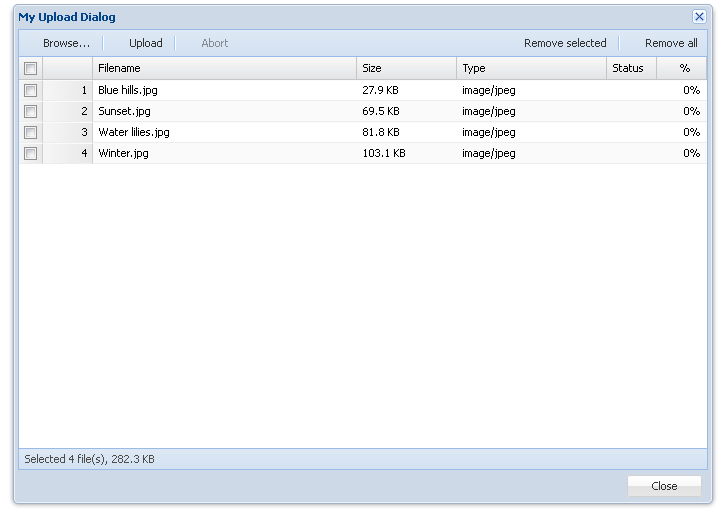 My Upload Dialog
Browse... Upload Abort Remove selected Remove all
Filename Size Type Status %
1 Blue hills.jpg 27.9 KB image/jpeg 0%
2 Sunset.jpg 69.5 KB image/jpeg 0%
3 Water lilies.jpg 81.8 KB image/jpeg 0%
4 Winter.jpg 103.1 KB image/jpeg 0%
Selected 4 file(s), 282.3 KB
Close